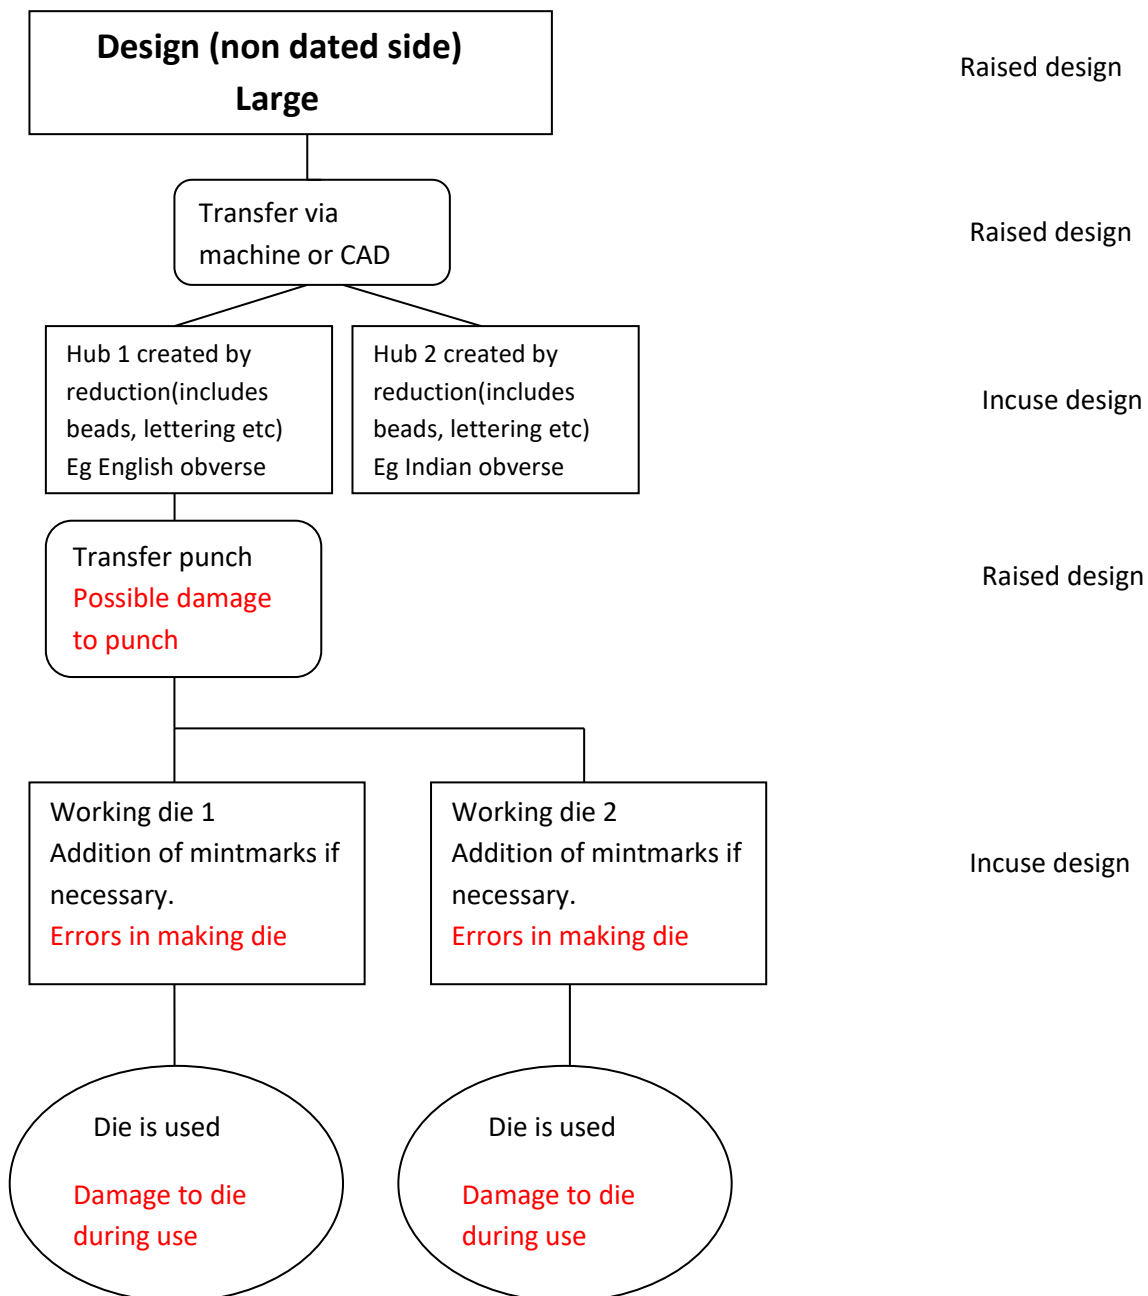 Design (non dated side)
Large
Raised design
Transfer via
machine or CAD
Raised design
Hub 1 created by
reduction(includes
beads, lettering etc)
Eg English obverse
Hub 2 created by
reduction(includes
beads, lettering etc)
Eg Indian obverse
Incuse design
Transfer punch
Possible damage
to punch
Raised design
Working die 1
Addition of mintmarks if
necessary.
Errors in making die
Working die 2
Addition of mintmarks if
necessary.
Errors in making die
Incuse design
Die is used
Damage to die
during use
Die is used
Damage to die
during use